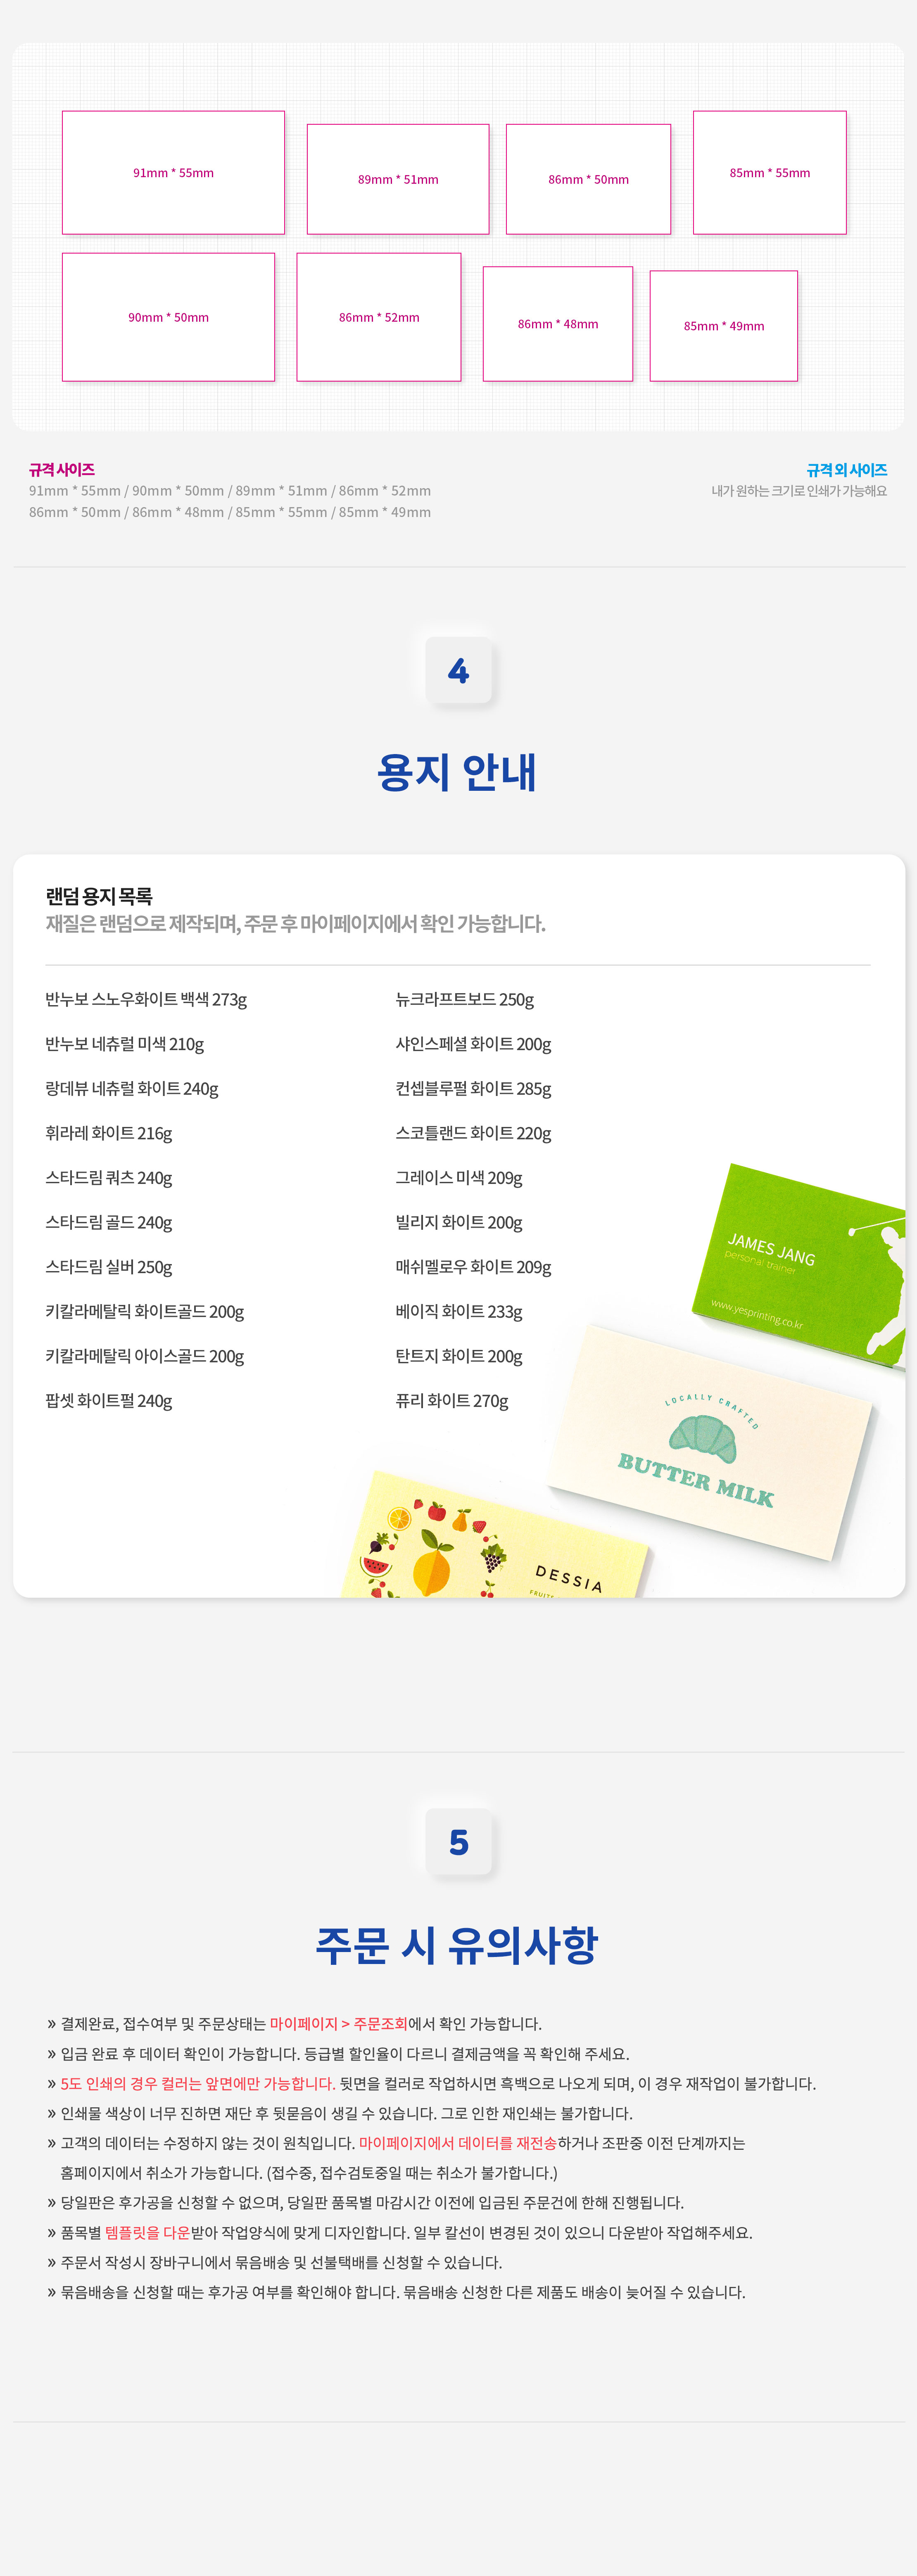 91mm * 55mm
89mm * 51mm
86mm * 50mm
85mm * 55mm
90mm * 50mm
86mm * 52mm
86mm * 48mm
85mm * 49mm
규격 사이즈
91mm * 55mm / 90mm * 50mm / 89mm * 51mm / 86mm * 52mm
86mm * 50mm / 86mm * 48mm / 85mm * 55mm / 85mm * 49mm
규격 외 사이즈
내가 원하는 크기로 인쇄가 가능해요
4
용지 안내
랜덤 용지 목록
재질은 랜덤으로 제작되며, 주문 후 마이페이지에서 확인 가능합니다.
반누보 스노우화이트 백색 273g
반누보 네츄럴 미색 210g
랑데뷰 네츄럴 화이트 240g
휘라레 화이트 216g
스타드림 쿼츠 240g
스타드림 골드 240g
스타드림 실버 250g
키칼라메탈릭 화이트골드 200g
키칼라메탈릭 아이스골드 200g
팝셋 화이트펄 240g
뉴크라프트보드 250g
샤인스페셜 화이트 200g
컨셉블루펄 화이트 285g
스코틀랜드 화이트 220g
그레이스 미색 209g
빌리지 화이트 200g
매쉬멜로우 화이트 209g
베이직 화이트 233g
탄트지 화이트 200g
퓨리 화이트 270g
JAMES JANG
personal trainer
www.yesprinting.co.kr
LOCALLY CRAFTED
BUTTER MILK
DESSIA
5
주문 시 유의사항
» 결제완료, 접수여부 및 주문상태는 마이페이지 > 주문조회에서 확인 가능합니다.
» 입금 완료 후 데이터 확인이 가능합니다. 등급별 할인율이 다르니 결제금액을 꼭 확인해 주세요.
» 5도 인쇄의 경우 컬러는 앞면에만 가능합니다. 뒷면을 컬러로 작업하시면 흑백으로 나오게 되며, 이 경우 재작업이 불가합니다.
» 인쇄물 색상이 너무 진하면 재단 후 뒷묻음이 생길 수 있습니다. 그로 인한 재인쇄는 불가합니다.
» 고객의 데이터는 수정하지 않는 것이 원칙입니다. 마이페이지에서 데이터를 재전송하거나 조판중 이전 단계까지는
홈페이지에서 취소가 가능합니다. (접수중, 접수검토중일 때는 취소가 불가합니다.)
» 당일판은 후가공을 신청할 수 없으며, 당일판 품목별 마감시간 이전에 입금된 주문건에 한해 진행됩니다.
» 품목별 템플릿을 다운받아 작업양식에 맞게 디자인합니다. 일부 칼선이 변경된 것이 있으니 다운받아 작업해주세요.
» 주문서 작성시 장바구니에서 묶음배송 및 선불택배를 신청할 수 있습니다.
» 묶음배송을 신청할 때는 후가공 여부를 확인해야 합니다. 묶음배송 신청한 다른 제품도 배송이 늦어질 수 있습니다.